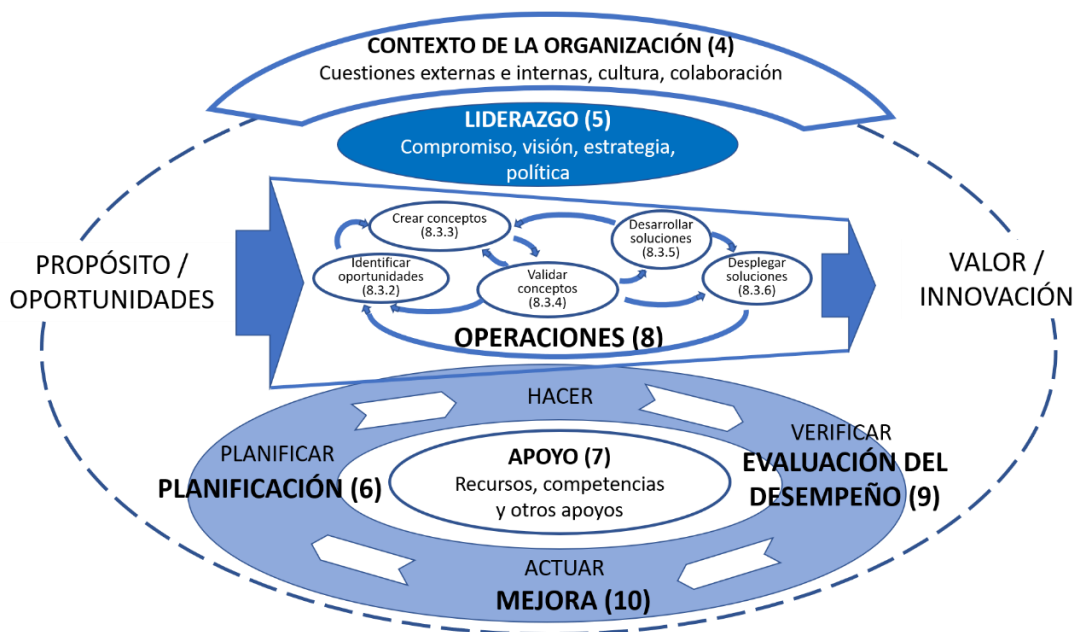 CONTEXTO DE LA ORGANIZACIÓN (4)
Cuestiones externas e internas, cultura, colaboración
LIDERAZGO (5)
Compromiso, visión, estrategia,
política
PROPÓSITO /
OPORTUNIDADES
Crear conceptos
(8.3.3)
Identificar
oportunidades
(8.3.2)
Validar
conceptos
(8.3.4)
Desarrollar
soluciones
(8.3.5)
Desplegar
soluciones
(8.3.6)
OPERACIONES (8)
VALOR /
INNOVACIÓN
HACER
PLANIFICAR
PLANIFICACIÓN (6)
APOYO (7)
Recursos, competencias
y otros apoyos
VERIFICAR
EVALUACIÓN DEL
DESEMPEÑO (9)
ACTUAR
MEJORA (10)